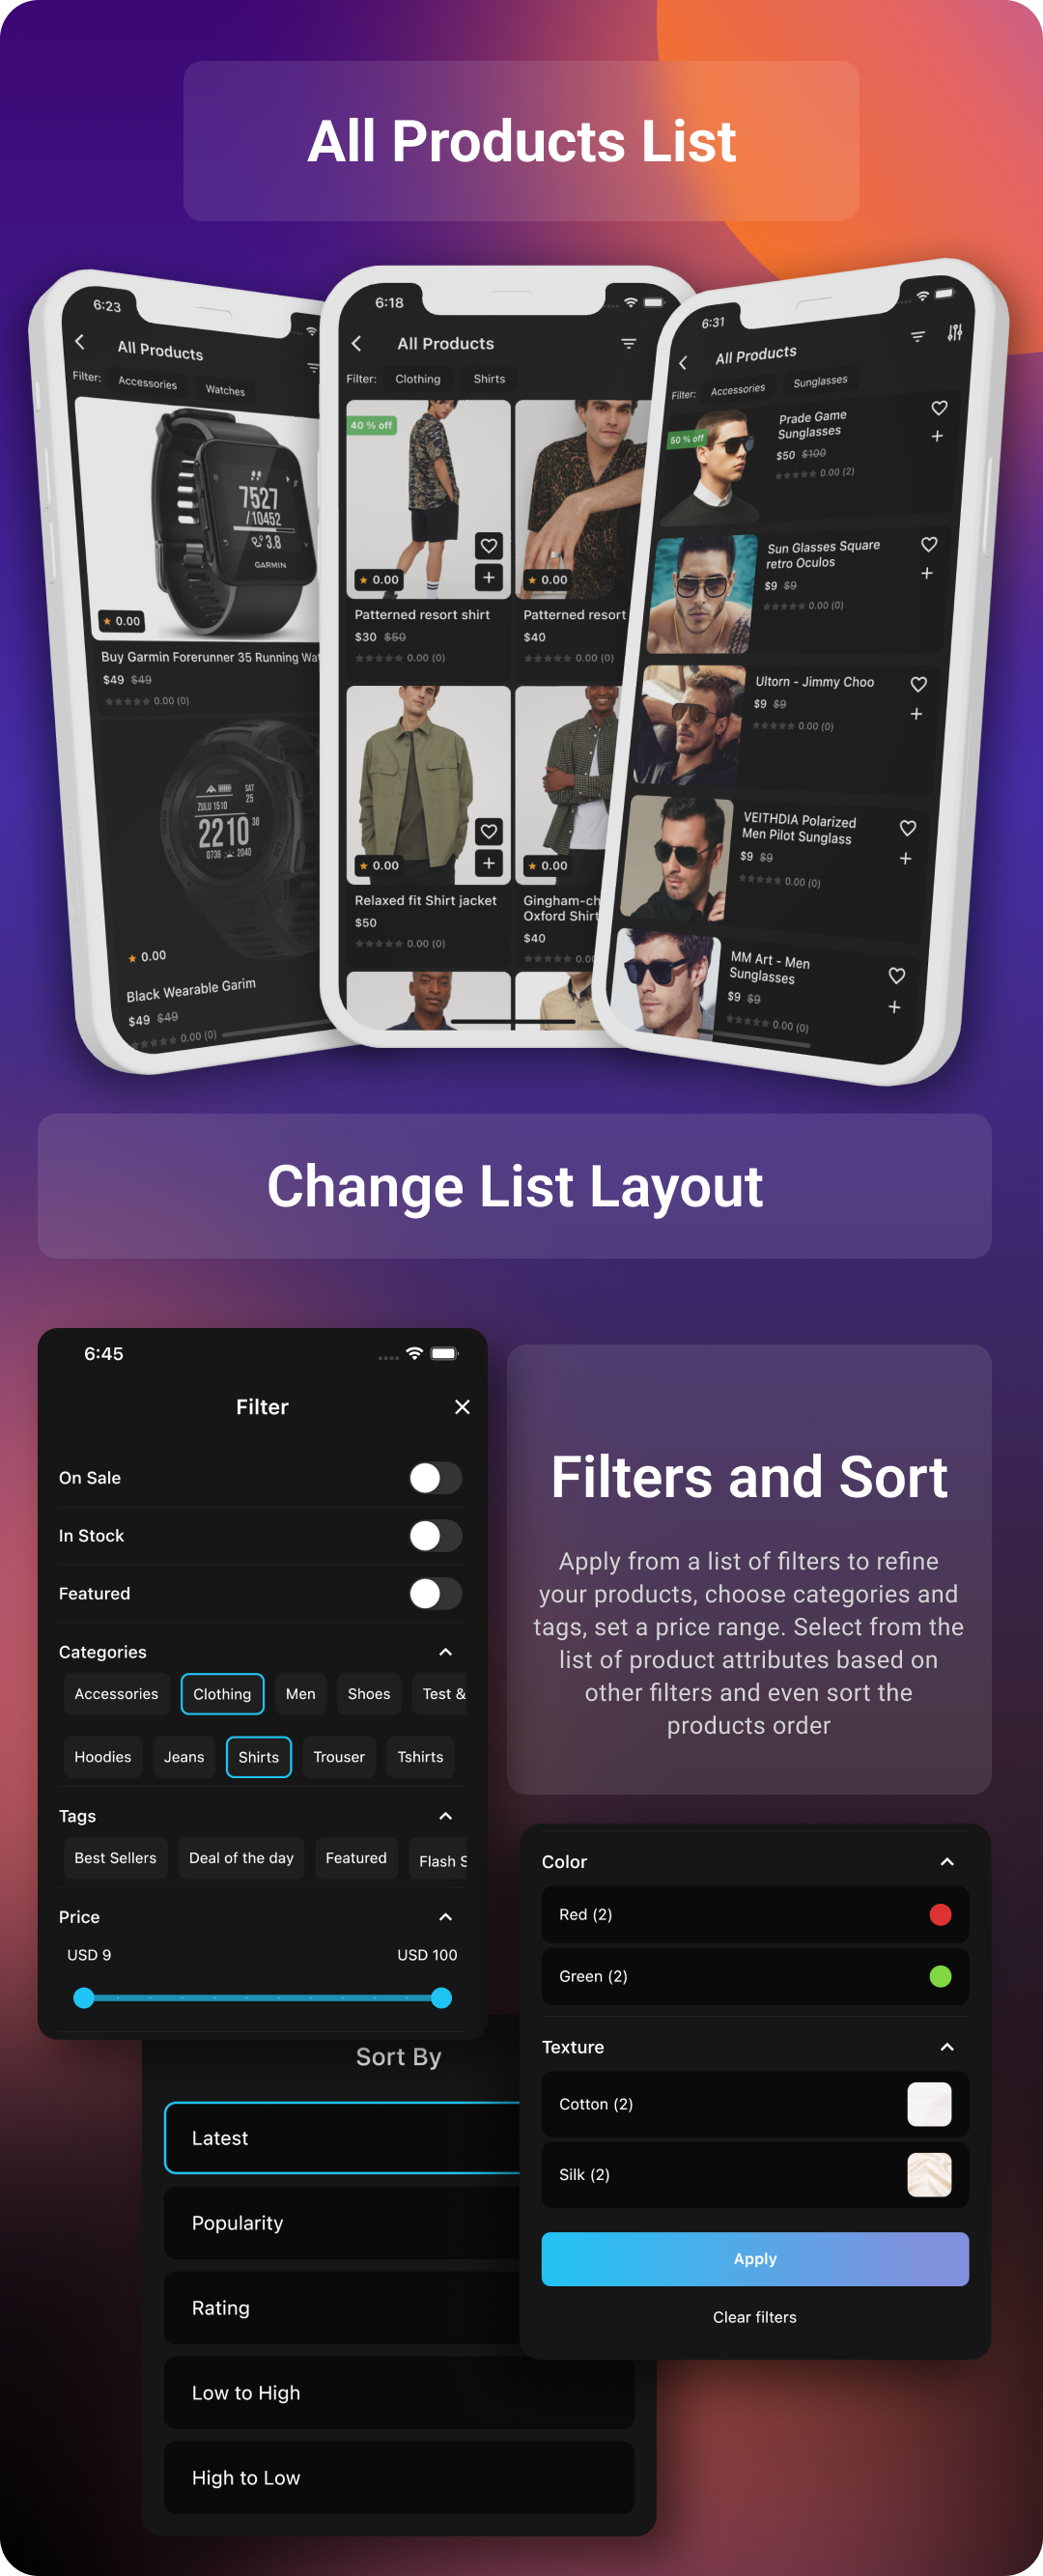 All Products List
6:23
All Products
Filter:
Accessories
Watches
7527
/10452
3.8
GARMIN
0.00
Buy Garmin Forerunner 35 Running Wat
$49 $49
0.00 (0)
ZULU 1510
SAT
25
2210
38
0736
2040
0.00
Black Wearable Garim
$49 $49
0.00 (0)
6:18
All Products
Filter:
Clothing
Shirts
40 % off
0.00
Patterned resort shirt
$30 $50
0.00 (0)
0.00
Patterned resort
$40
0.00 (0)
0.00
Relaxed fit Shirt jacket
$50
0.00 (0)
0.00
Gingham-ch
Oxford Shirt
$40
0.00
6:31
All Products
Filter:
Accessories
Sunglasses
50 % off
Prade Game
Sunglasses
$50 $100
0.00 (2)
Sun Glasses Square
retro Oculos
$9 $9
0.00 (0)
Ultorn - Jimmy Choo
$9 $9
0.00 (0)
VEITHDIA Polarized
Men Pilot Sunglass
$9 $9
0.00 (0)
MM Art - Men
Sunglasses
$9 $9
0.00 (0)
Change List Layout
6:45
Filter
On Sale
In Stock
Featured
Categories
Accessories
Clothing
Men
Shoes
Test &
Hoodies
Jeans
Shirts
Trouser
Tshirts
Tags
Best Sellers
Deal of the day
Featured
Flash S
Price
USD 9
USD 100
Filters and Sort
Apply from a list of filters to refine
your products, choose categories and
tags, set a price range. Select from the
list of product attributes based on
other filters and even sort the
products order
Color
Red (2)
Green (2)
Texture
Cotton (2)
Silk (2)
Apply
Clear filters
Sort By
Latest
Popularity
Rating
Low to High
High to Low